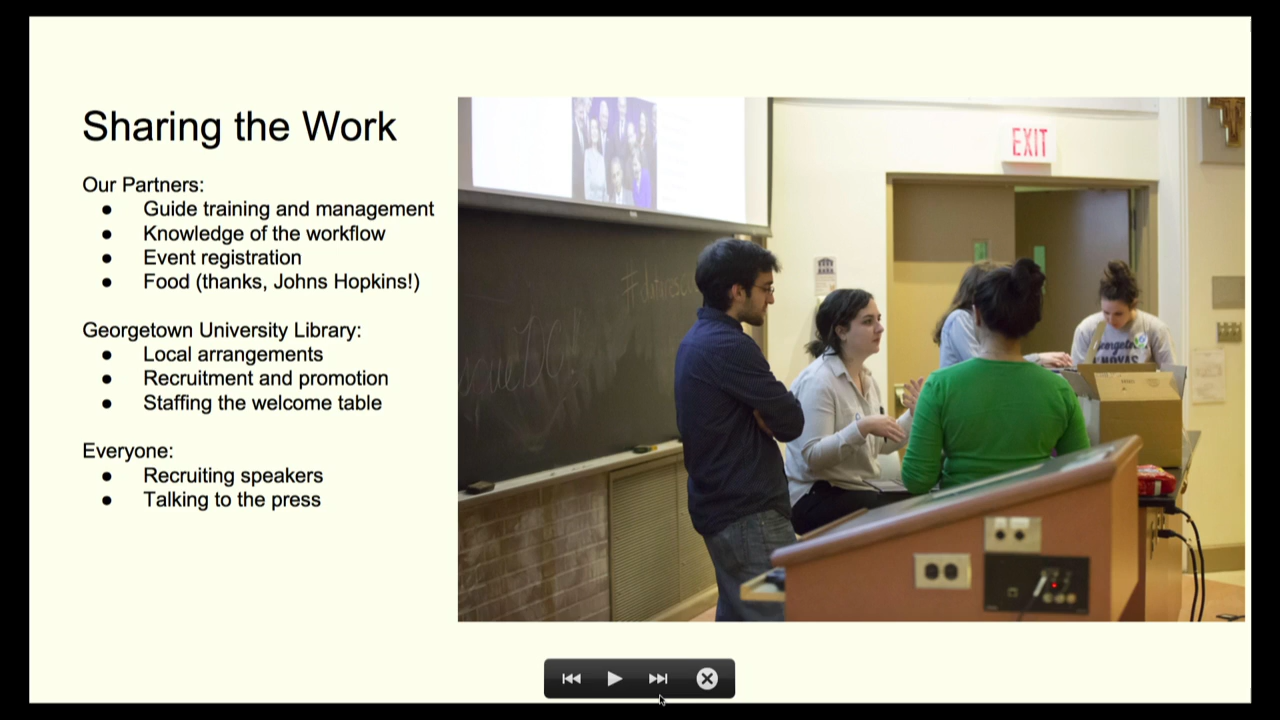 Sharing the Work
Our Partners:
● Guide training and management
● Knowledge of the workflow
● Event registration
● Food (thanks, Johns Hopkins!)
Georgetown University Library:
● Local arrangements
● Recruitment and promotion
● Staffing the welcome table
Everyone:
● Recruiting speakers
● Talking to the press
EXIT